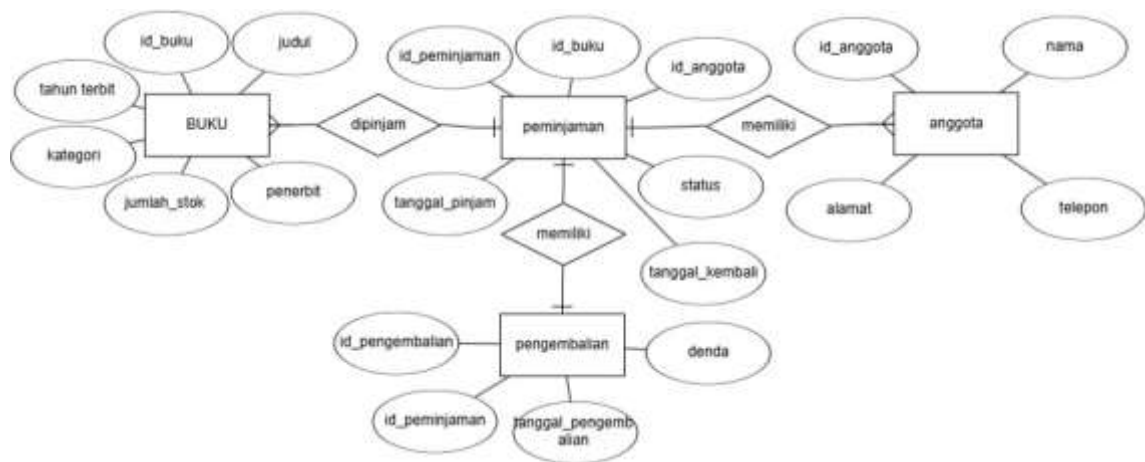 id_buku
judul
tahun terbit
BUKU
kategori
jumlah_stok
penerbit
dipinjam
id_peminjaman
id_buku
id_anggota
peminjaman
tanggal_pinjam
status
tanggal_kembali
memiliki
id_anggota
nama
anggota
alamat
telepon
memiliki
pengembalian
id_pengembalian
denda
id_peminjaman
tanggal_pengemb
alian